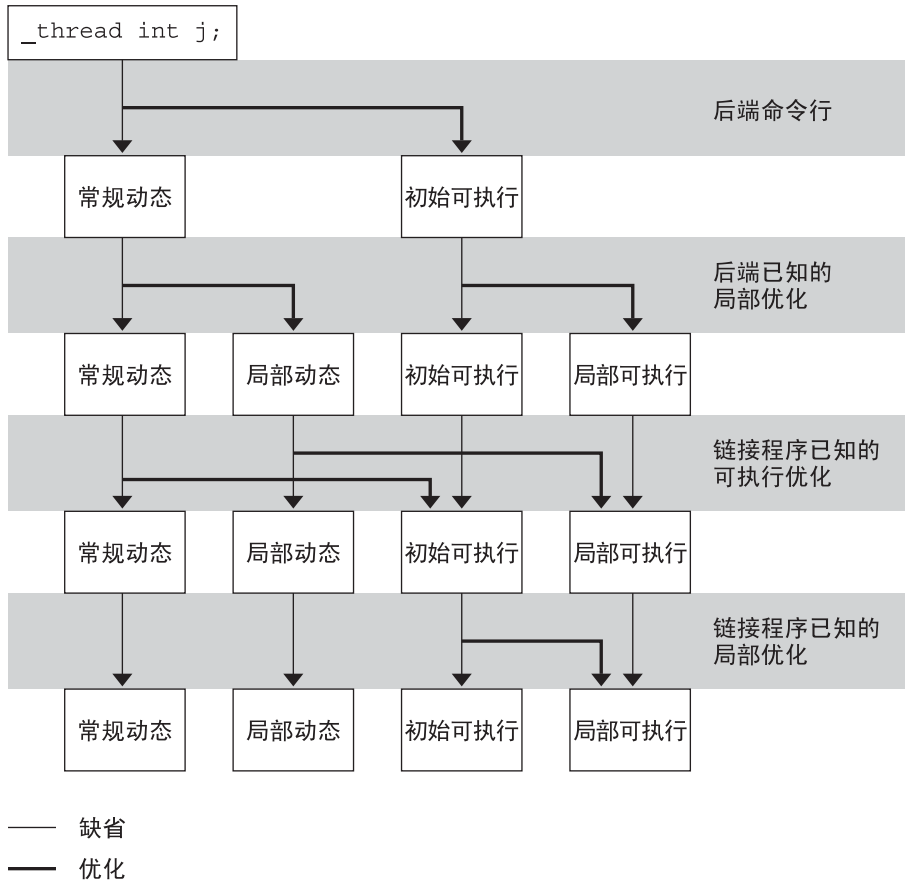 _thread int j;
后端命令行
常规动态 初始可执行
后端已知的
局部优化
常规动态 局部动态 初始可执行 局部可执行
链接程序已知的
可执行优化
常规动态 局部动态 初始可执行 局部可执行
链接程序已知的
局部优化
常规动态 局部动态 初始可执行 局部可执行
缺省
优化